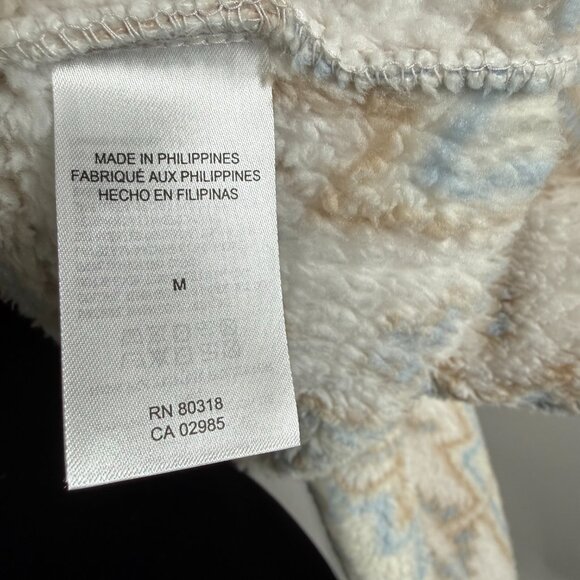 MADE IN PHILIPPINES
FABRIQUÉ AUX PHILIPPINES
HECHO EN FILIPINAS
M
RN 80318
CA 02985